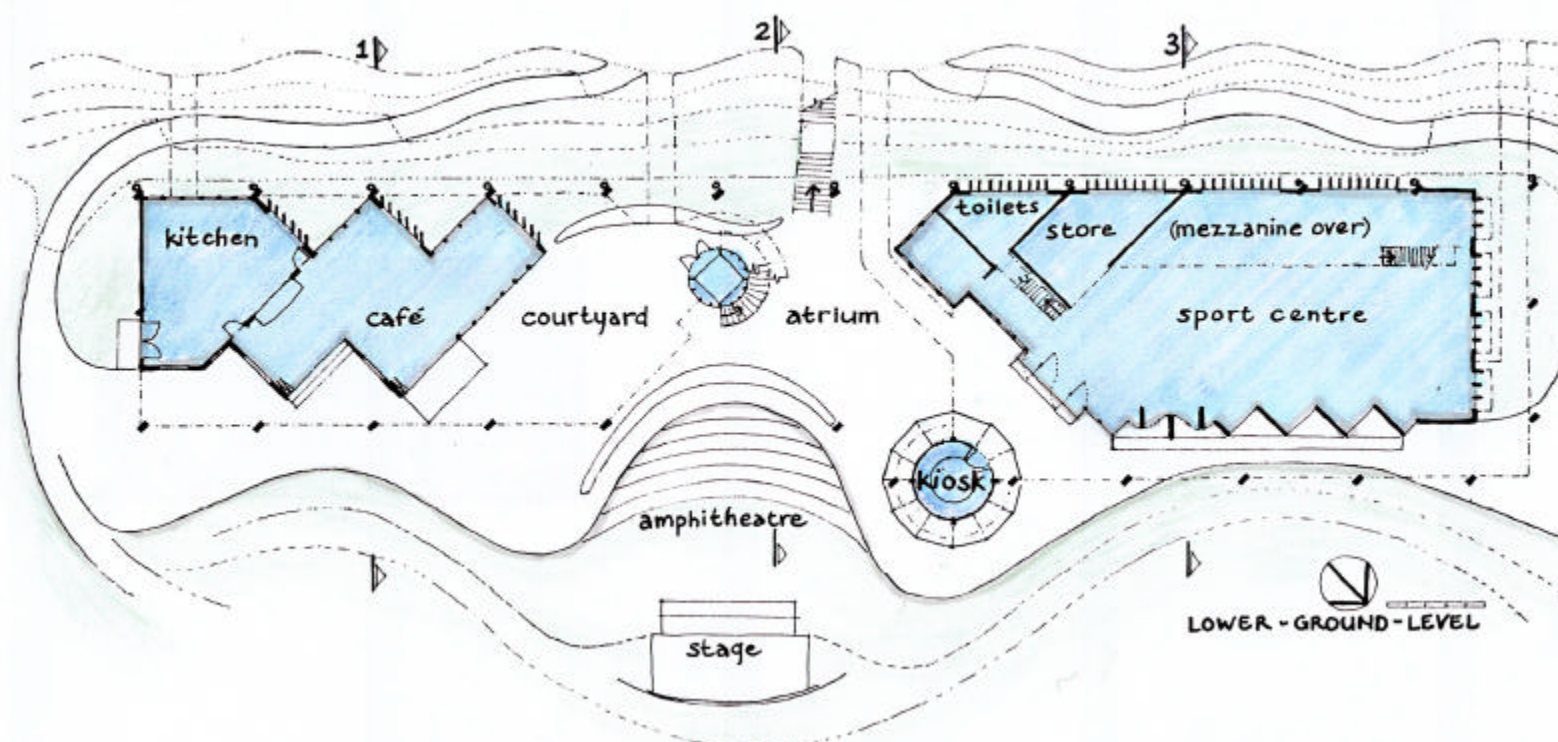 1
2
3
kitchen
café
courtyard
atrium
toilets
store
(mezzanine over)
sport centre
kiosk
amphitheatre
stage
LOWER-GROUND-LEVEL